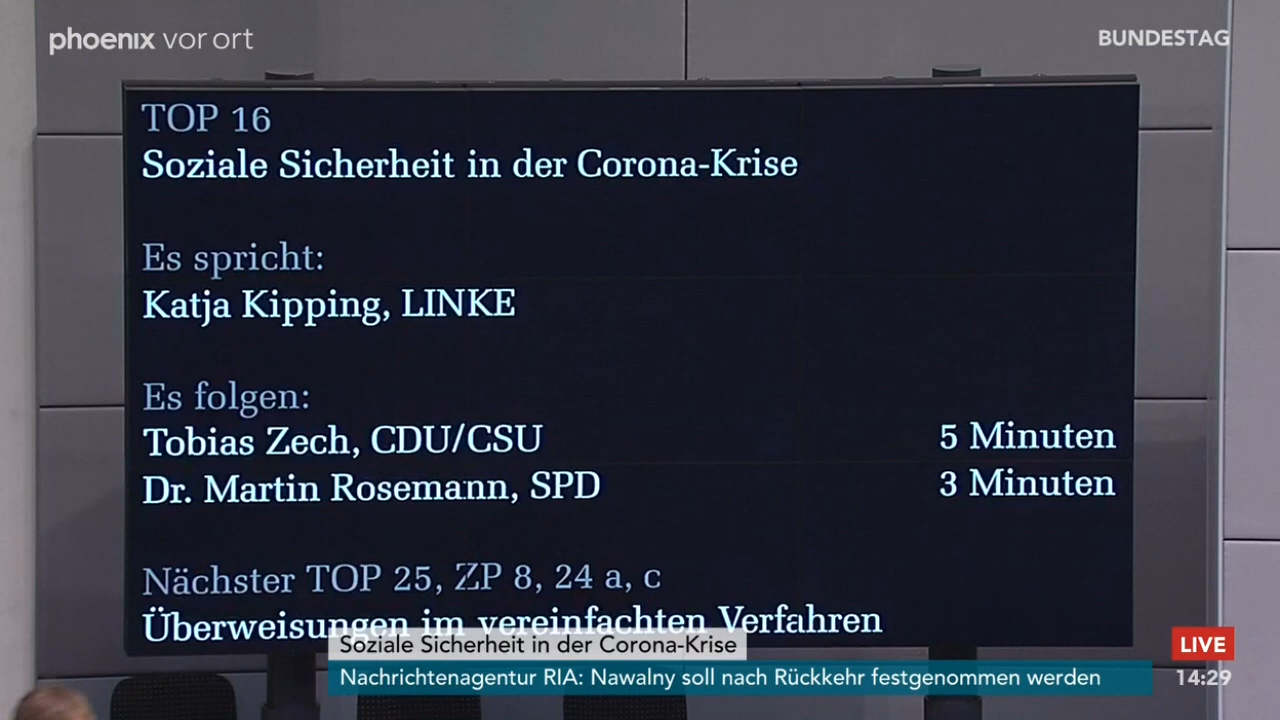 phoenix vor ort
BUNDESTAG
TOP 16
Soziale Sicherheit in der Corona-Krise
Es spricht:
Katja Kipping, LINKE
Es folgen:
Tobias Zech, CDU/CSU 5 Minuten
Dr. Martin Rosemann, SPD 3 Minuten
Nächster TOP 25, ZP 8, 24 a, c
Überweisungen im vereinfachten Verfahren
Soziale Sicherheit in der Corona-Krise
LIVE
Nachrichtenagentur RIA: Nawalny soll nach Rückkehr festgenommen werden
14:29